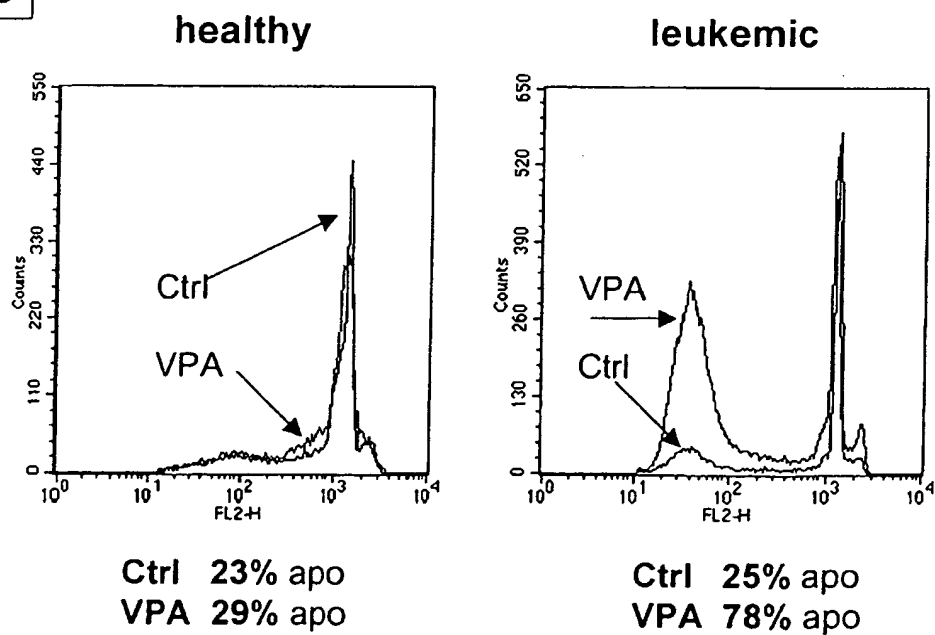 healthy
leukemic
550
440
330
220
110
0
Counts
Ctrl
VPA
10^0
10^1
10^2
10^3
10^4
FL2-H
650
520
390
260
130
0
Counts
VPA
Ctrl
10^0
10^1
10^2
10^3
10^4
FL2-H
Ctrl 23% apo
VPA 29% apo
Ctrl 25% apo
VPA 78% apo